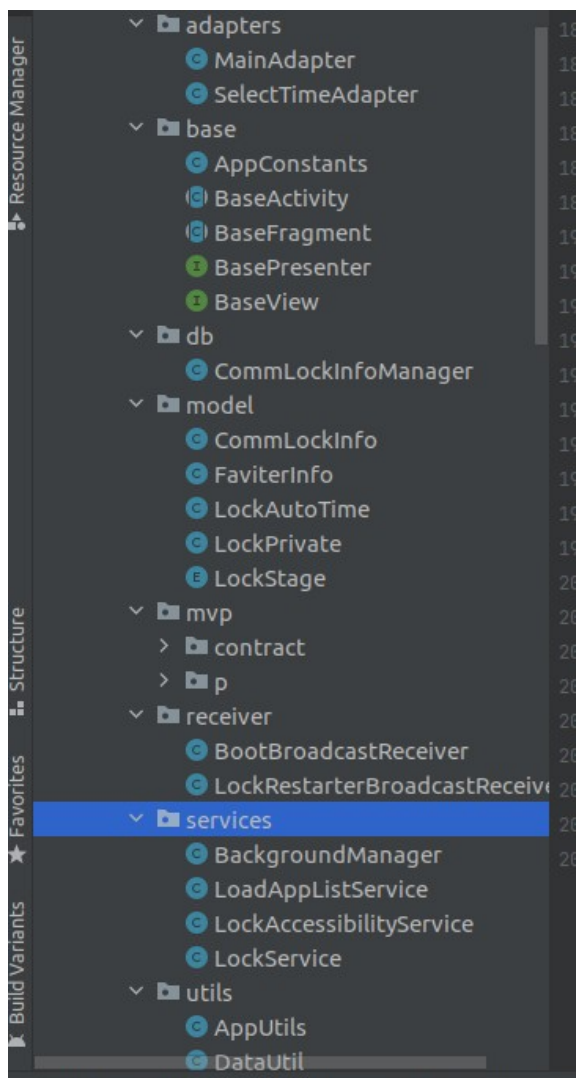 adapters
MainAdapter
SelectTimeAdapter
base
AppConstants
BaseActivity
BaseFragment
BasePresenter
BaseView
db
CommLockInfoManager
model
CommLockInfo
FaviterInfo
LockAutoTime
LockPrivate
LockStage
mvp
contract
p
receiver
BootBroadcastReceiver
LockRestarterBroadcastReceive
services
BackgroundManager
LoadAppListService
LockAccessibilityService
LockService
utils
AppUtils
DataUtil
Resource Manager
Structure
Favorites
Build Variants